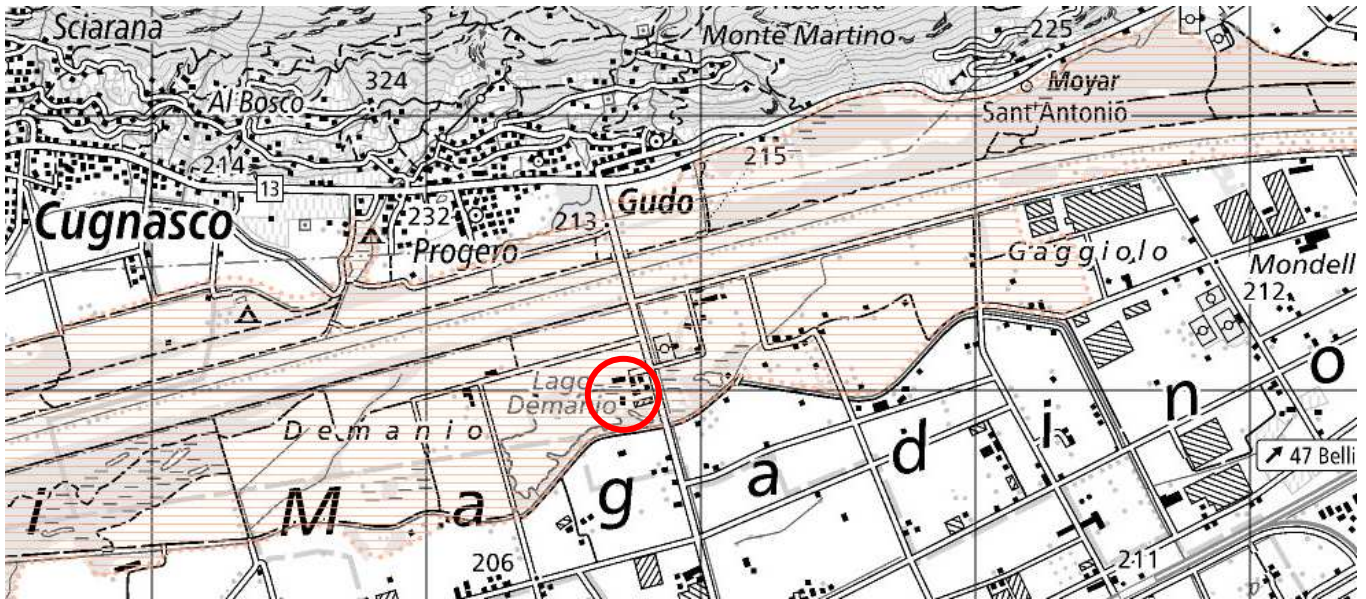 Sciarana
Monte Martino
225
324
Al Bosco
Moyar
Sant'Antonio
214
215
13
Gudo
232
213
Cugnasco
Progero
Gaggiolo
Mondell
212
Lago
Demanio
Demanio
i M a g a d i n o
47 Belli
206
211